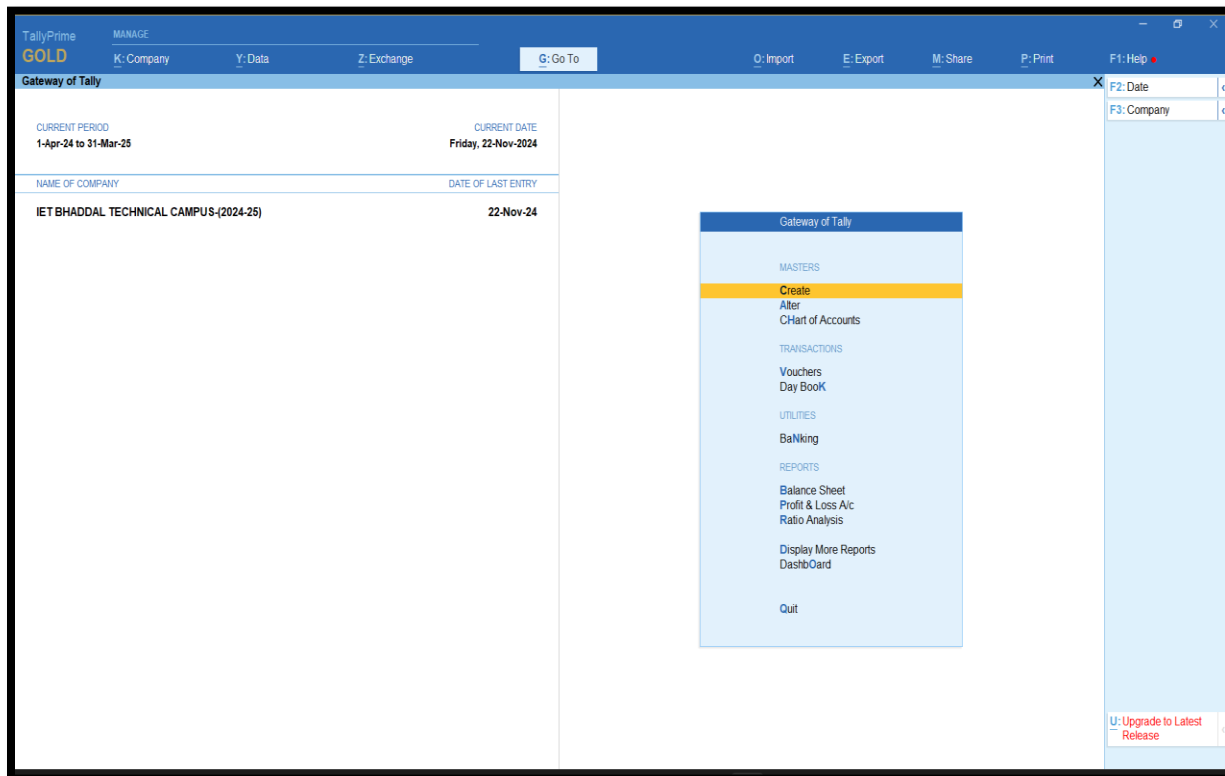 TallyPrime
GOLD
MANAGE
K: Company
Y: Data
Z: Exchange
G: Go To
O: Import
E: Export
M: Share
P: Print
F1: Help
Gateway of Tally
X
CURRENT PERIOD
CURRENT DATE
1-Apr-24 to 31-Mar-25
Friday, 22-Nov-2024
NAME OF COMPANY
DATE OF LAST ENTRY
IET BHADDAL TECHNICAL CAMPUS-(2024-25)
22-Nov-24
Gateway of Tally
MASTERS
Create
Alter
CHart of Accounts
TRANSACTIONS
Vouchers
Day BooK
UTILITIES
BaNking
REPORTS
Balance Sheet
Profit & Loss A/c
Ratio Analysis
Display More Reports
DashbOard
Quit
F2: Date
F3: Company
U: Upgrade to Latest
Release